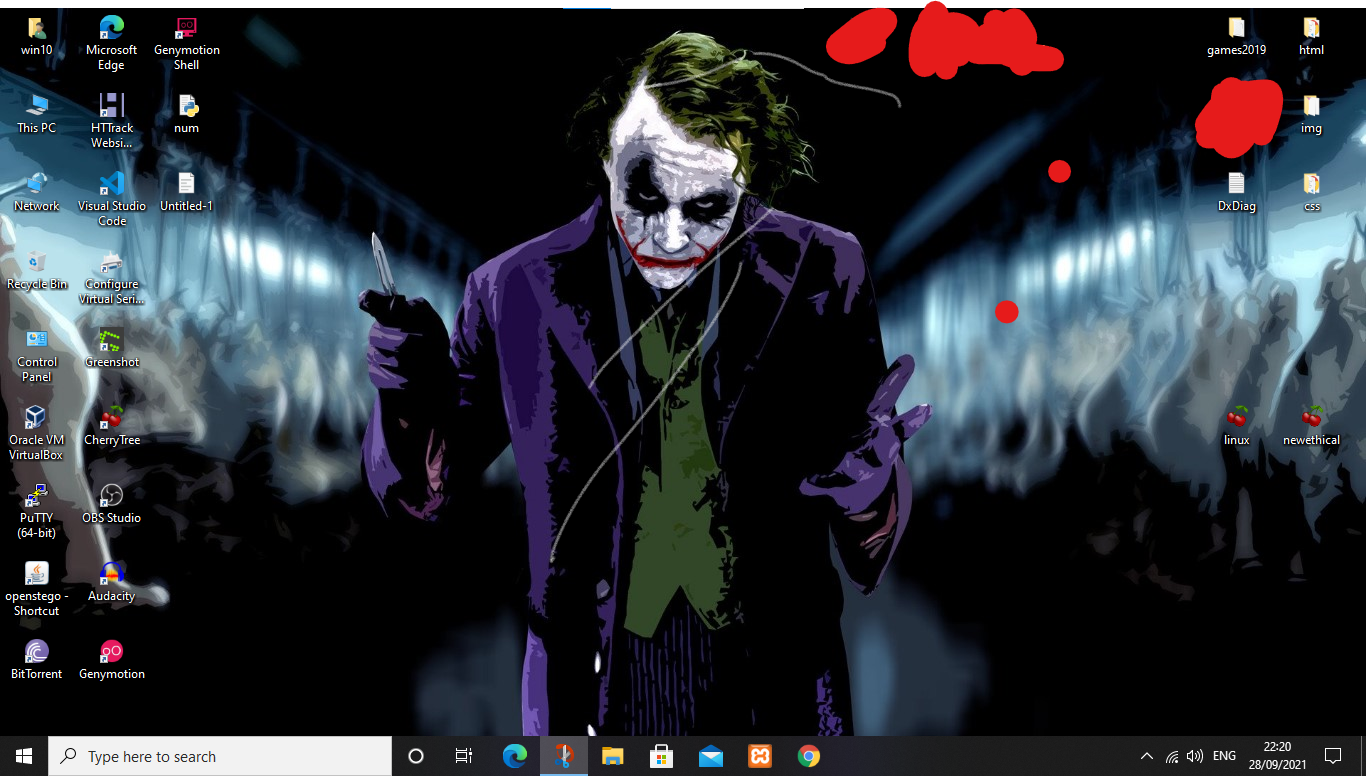 win10
Microsoft
Edge
Genymotion
Shell
This PC
HTTrack
Websi...
num
Network
Visual Studio
Code
Untitled-1
Recycle Bin
Configure
Virtual Seri...
Control
Panel
Greenshot
Oracle VM
VirtualBox
CherryTree
PuTTY
(64-bit)
OBS Studio
openstego -
Shortcut
Audacity
BitTorrent
Genymotion
games2019
html
img
DxDiag
css
linux
newethical
Type here to search
ENG
22:20
28/09/2021